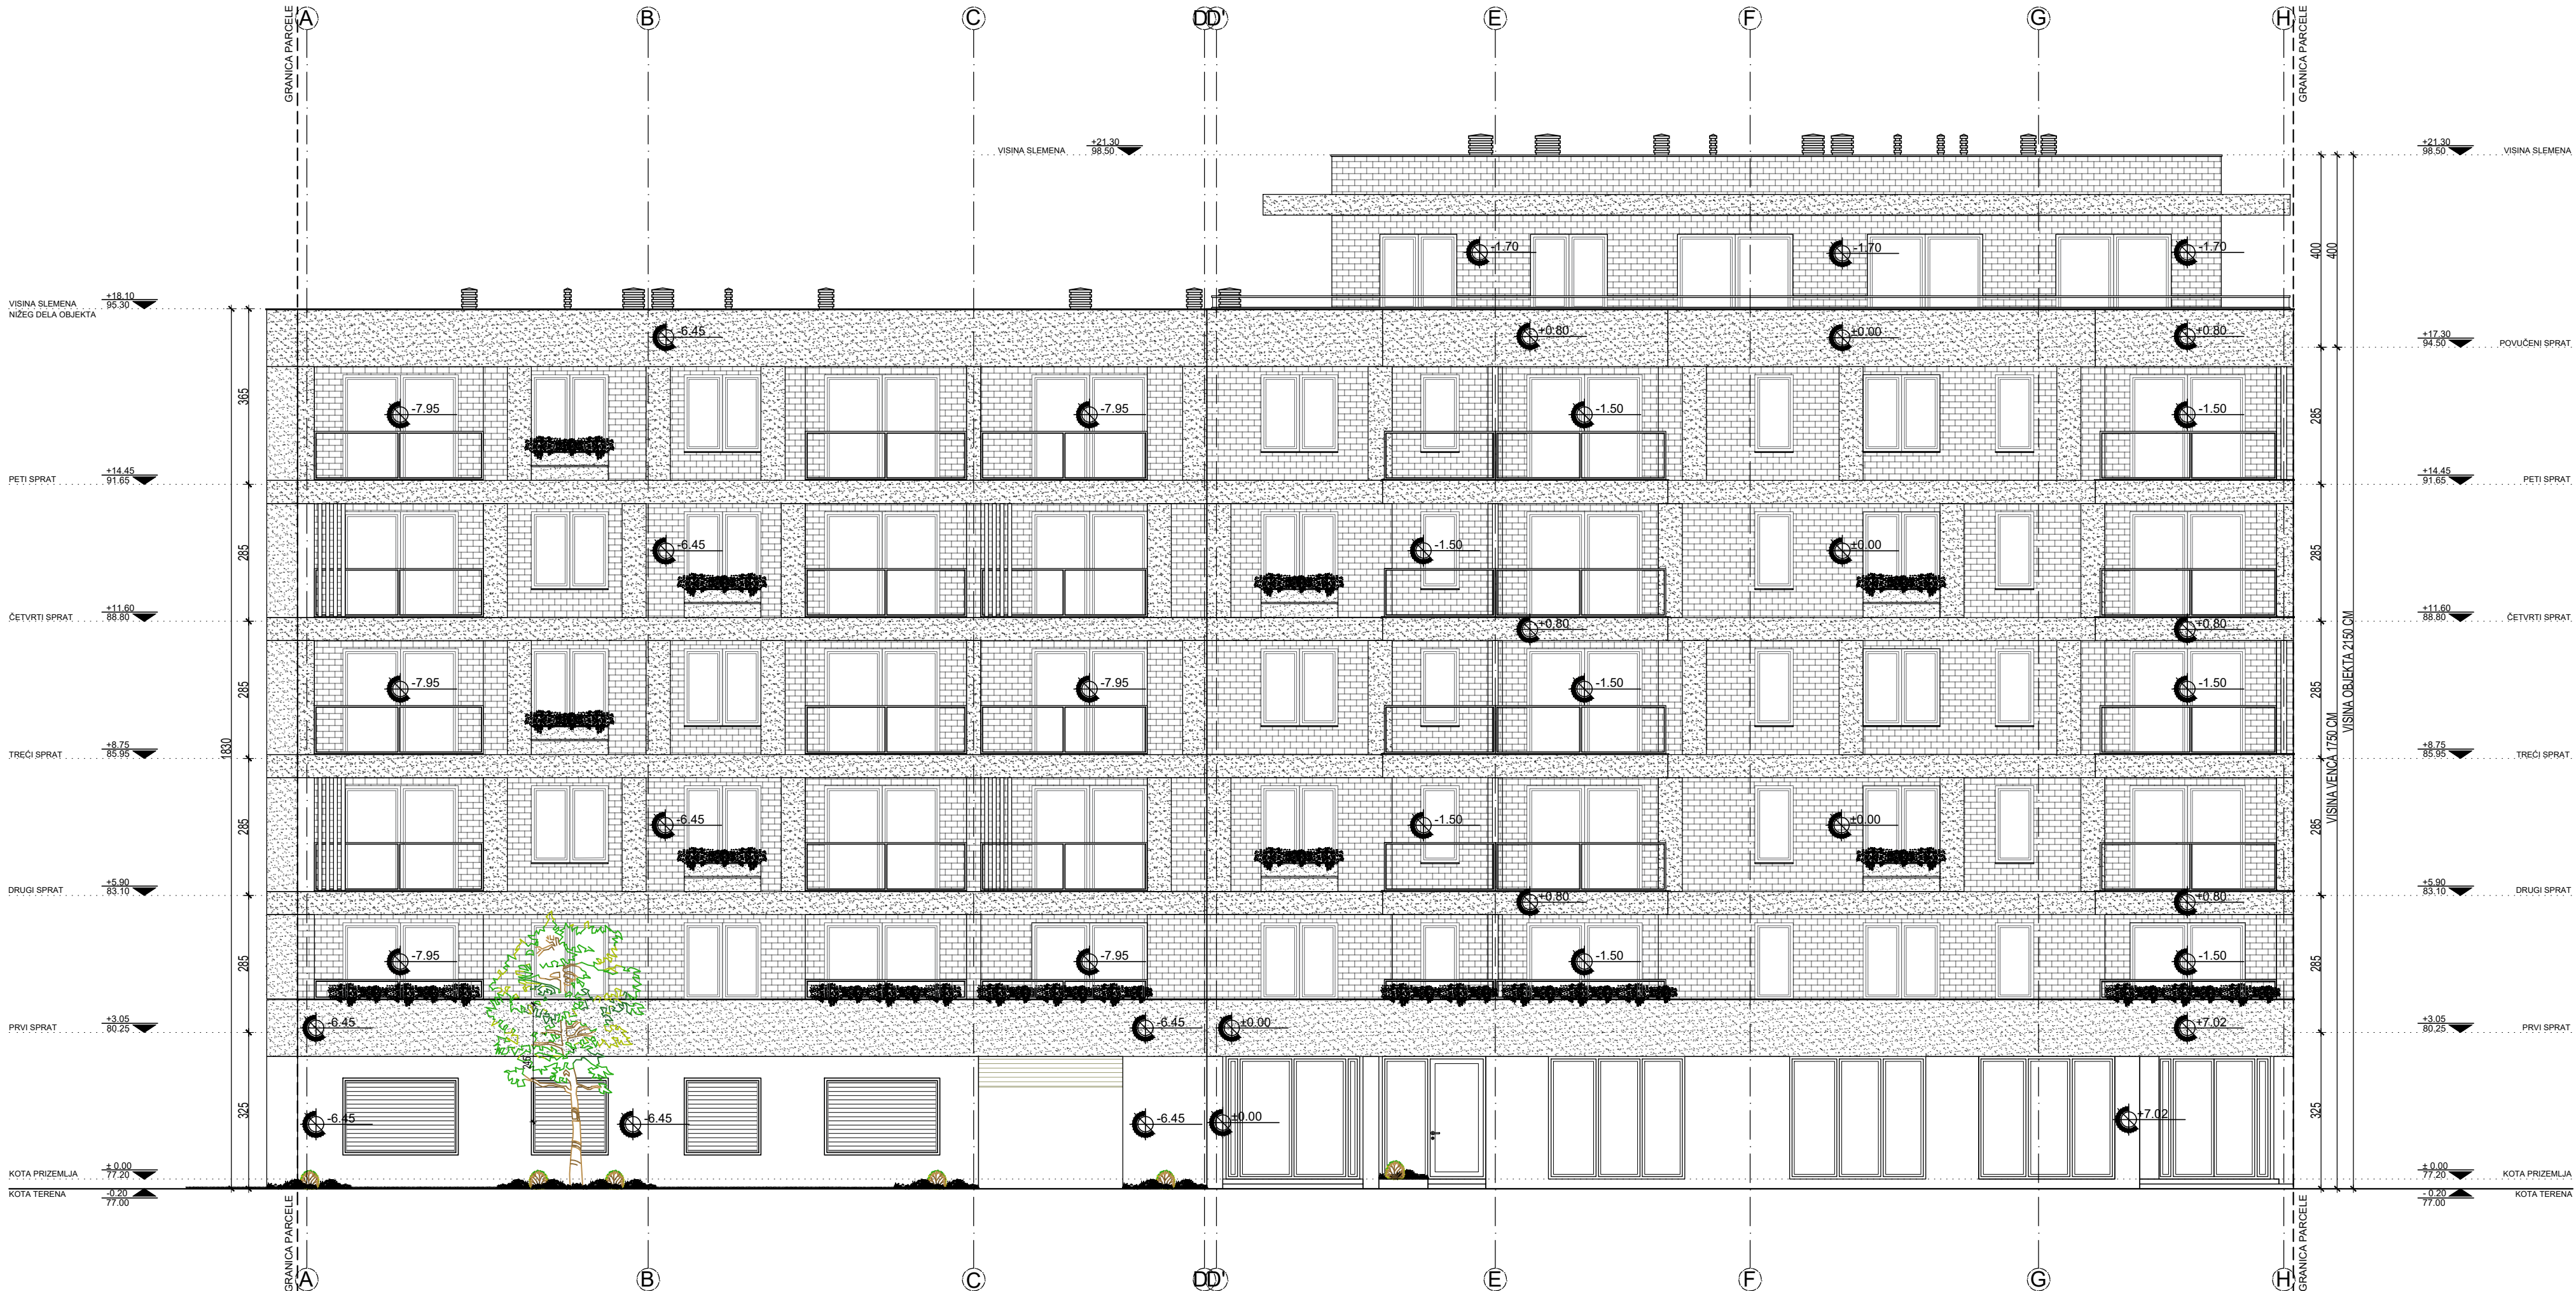 A
B
C
D
D'
E
F
G
H
GRANICA PARCELE
GRANICA PARCELE
VISINA SLEMENA
+21.30
98.50
+21.30
98.50
VISINA SLEMENA
400
400
-1.70
-1.70
-1.70
VISINA SLEMENA
NIŽEG DELA OBJEKTA
+18.10
95.30
-6.45
+0.80
±0.00
+0.80
+17.30
94.50
POVUČENI SPRAT
365
-7.95
-7.95
-1.50
-1.50
285
PETI SPRAT
+14.45
91.65
+14.45
91.65
PETI SPRAT
285
-6.45
-1.50
±0.00
285
ČETVRTI SPRAT
+11.60
88.80
+0.80
+0.80
+11.60
88.80
ČETVRTI SPRAT
285
-7.95
-7.95
-1.50
-1.50
285
VISINA OBJEKTA 2150 CM
VISINA VENCA 1750 CM
1830
TREĆI SPRAT
+8.75
85.95
+8.75
85.95
TREĆI SPRAT
285
-6.45
-1.50
±0.00
285
DRUGI SPRAT
+5.90
83.10
+0.80
+0.80
+5.90
83.10
DRUGI SPRAT
285
-7.95
-7.95
-1.50
-1.50
285
PRVI SPRAT
+3.05
80.25
-6.45
-6.45
±0.00
+7.02
+3.05
80.25
PRVI SPRAT
325
-6.45
-6.45
-6.45
±0.00
+7.02
325
KOTA PRIZEMLJA
± 0.00
77.20
± 0.00
77.20
KOTA PRIZEMLJA
KOTA TERENA
-0.20
77.00
- 0.20
77.00
KOTA TERENA
GRANICA PARCELE
GRANICA PARCELE
A
B
C
D
D'
E
F
G
H